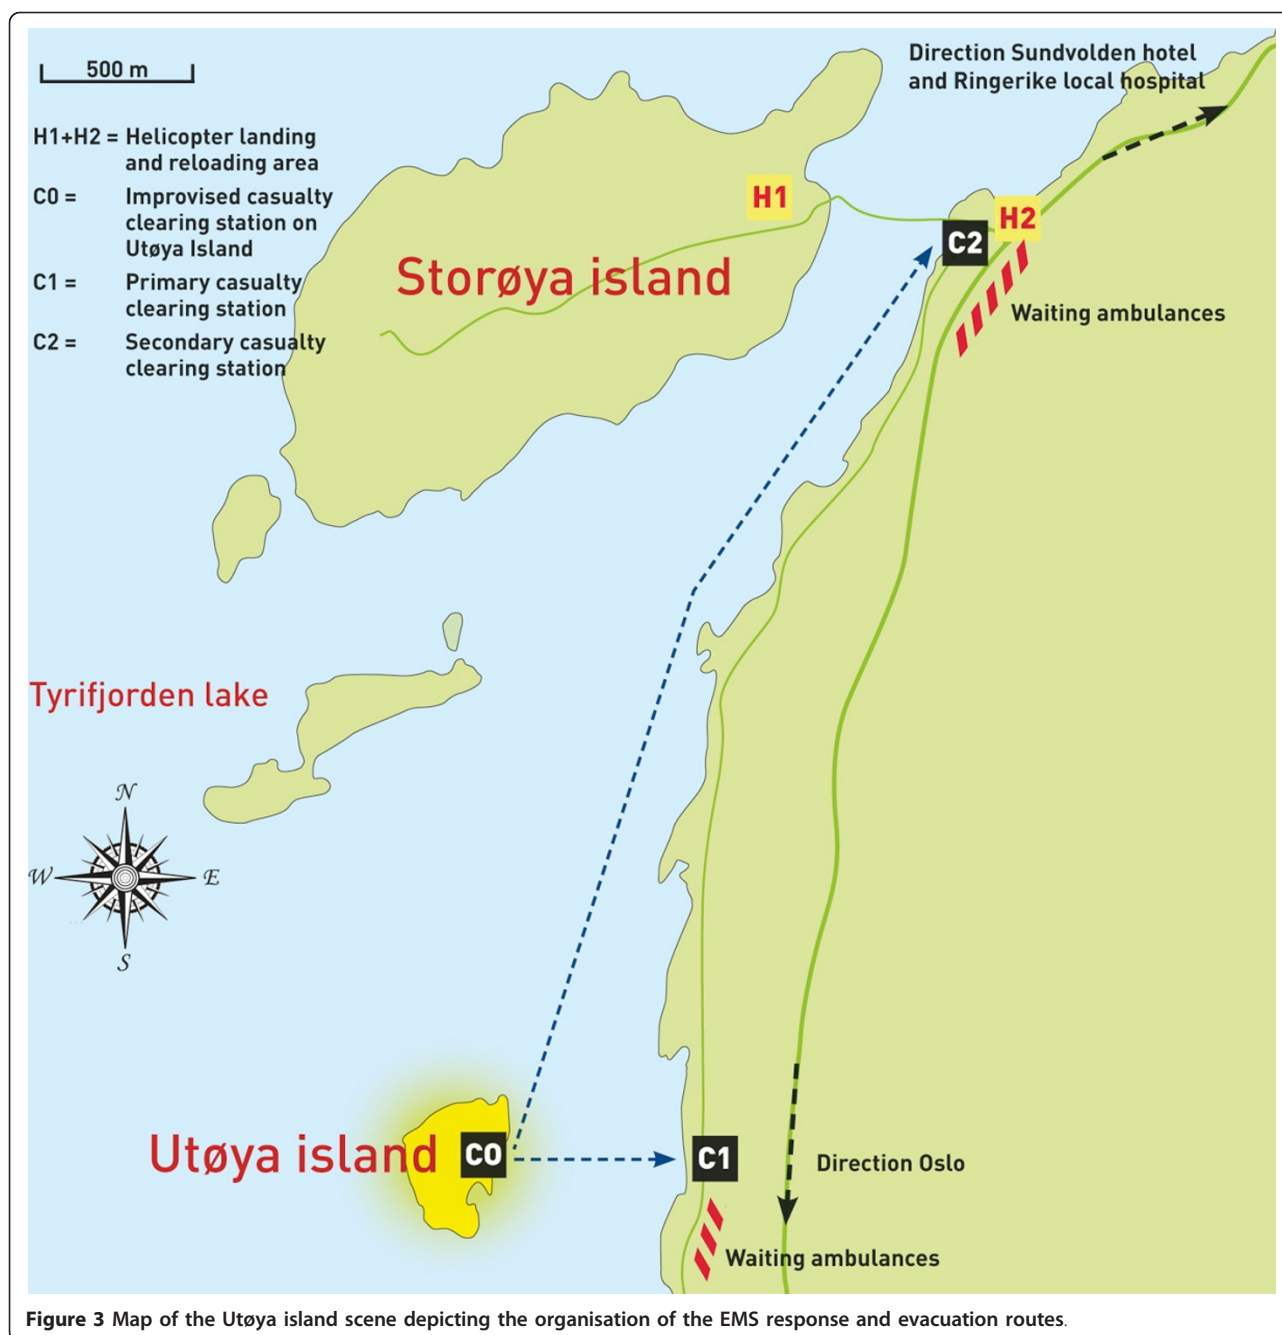 500 m
Direction Sundvolden hotel
and Ringerike local hospital
H1+H2 = Helicopter landing
and reloading area
C0 = Improvised casualty
clearing station on
Utøya Island
C1 = Primary casualty
clearing station
C2 = Secondary casualty
clearing station
H1
H2
C2
Storøya island
Waiting ambulances
Tyrifjorden lake
N
W
E
S
Utøya island
C0
C1
Direction Oslo
Waiting ambulances
Figure 3 Map of the Utøya island scene depicting the organisation of the EMS response and evacuation routes.